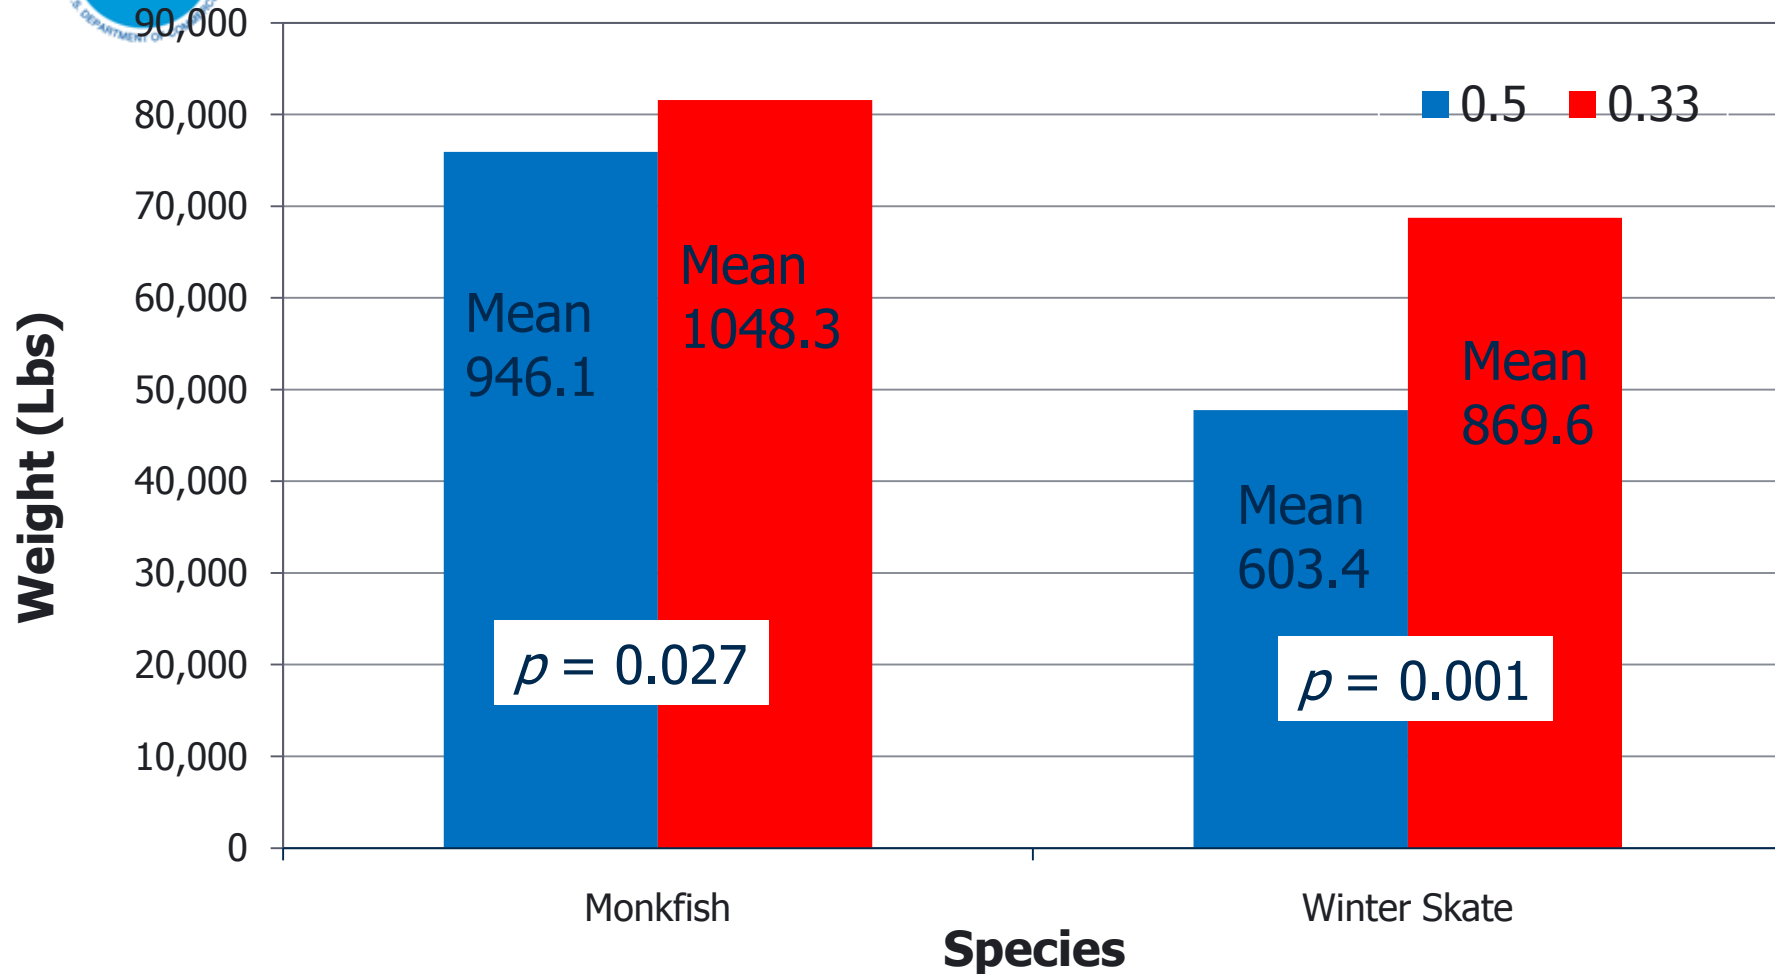 S. DEPARTMENT OF
90,000
80,000
70,000
60,000
50,000
40,000
30,000
20,000
10,000
0
Weight (Lbs)
0.5 0.33
Mean
946.1
Mean
1048.3
p = 0.027
Mean
603.4
Mean
869.6
p = 0.001
Monkfish Winter Skate
Species